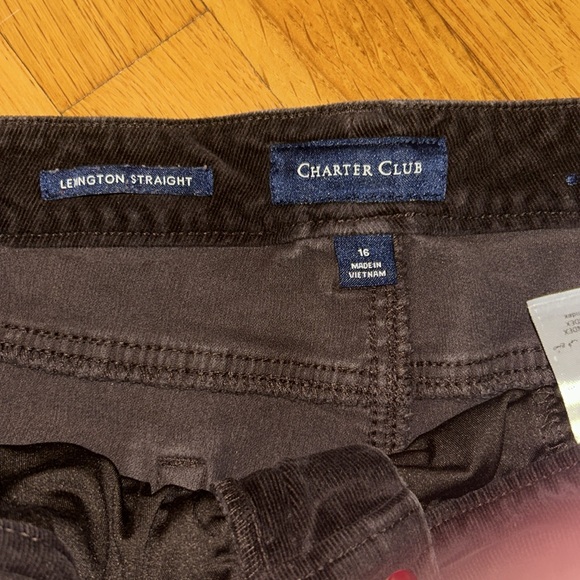 LEXINGTON STRAIGHT
CHARTER CLUB
16
MADE IN
VIETNAM